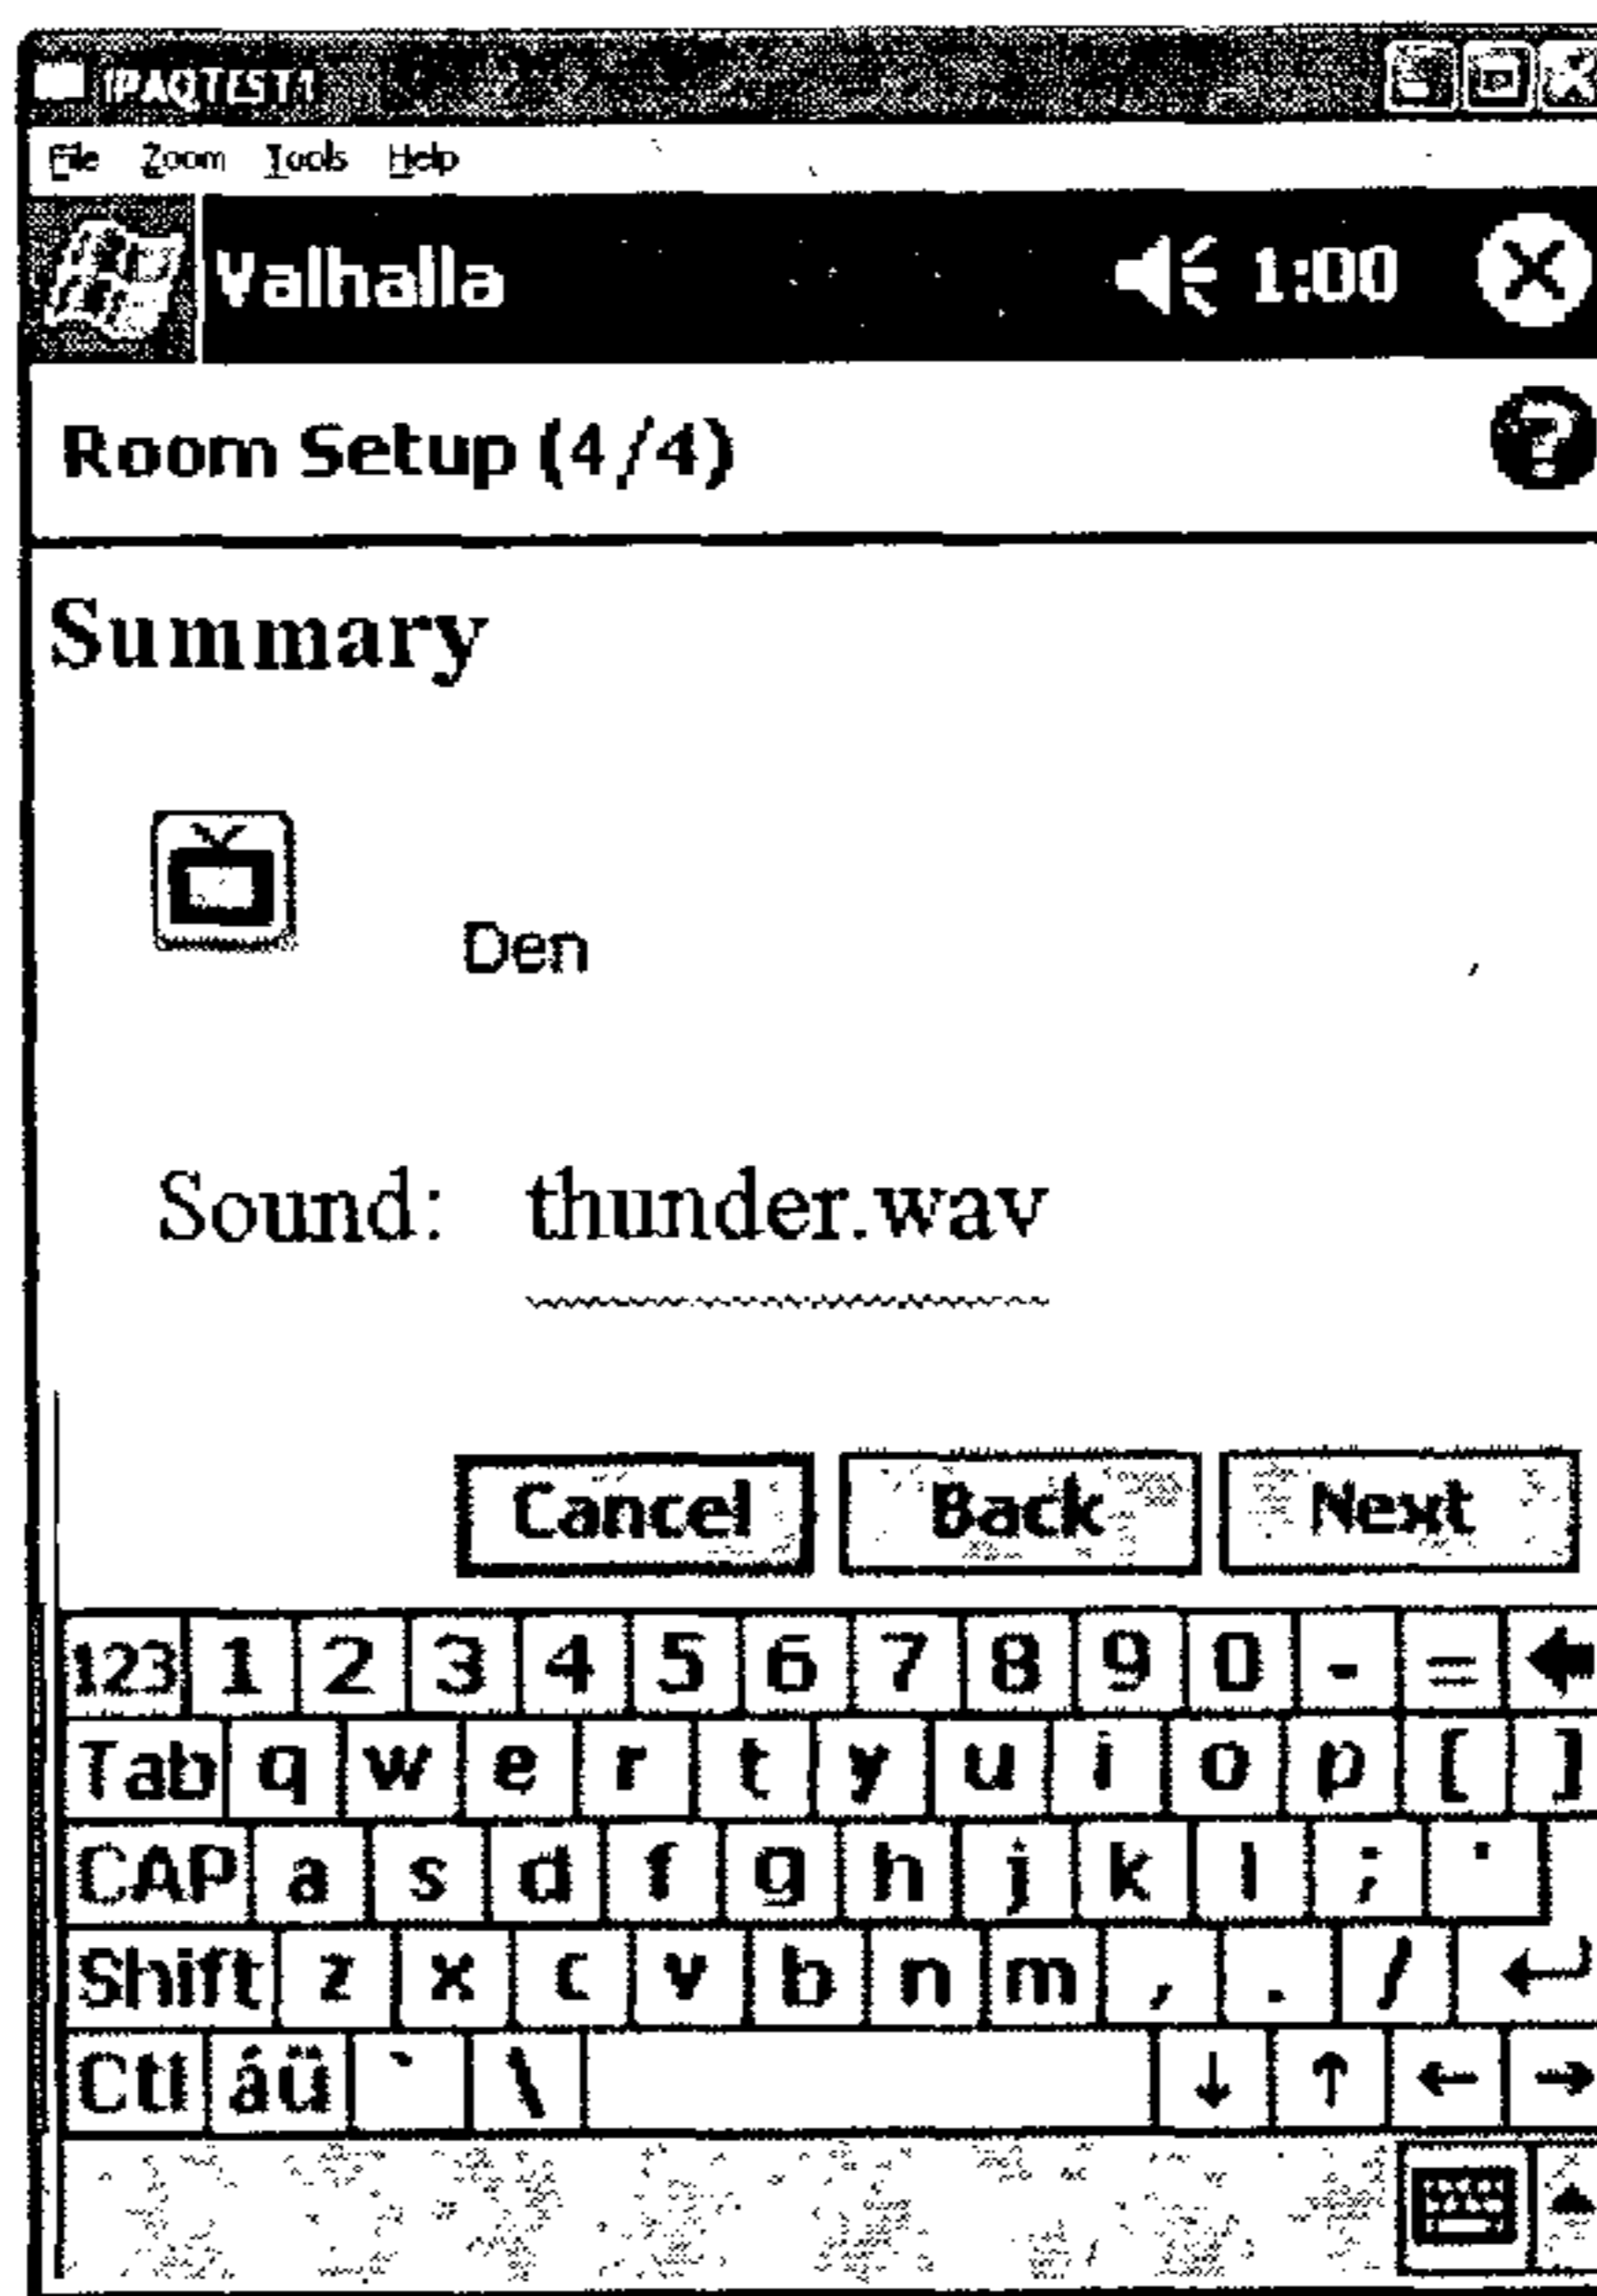 IPAQTEST1
File Zoom Tools Help
Valhalla 1:00
Room Setup (4/4) ?
Summary
Den
Sound: thunder.wav
Cancel Back Next
123 1 2 3 4 5 6 7 8 9 0 - =
Tab q w e r t y u i o p [ ]
CAP a s d f g h j k l ; '
Shift z x c v b n m , . /
Ctl áü ` \ ↓ ↑ ← →